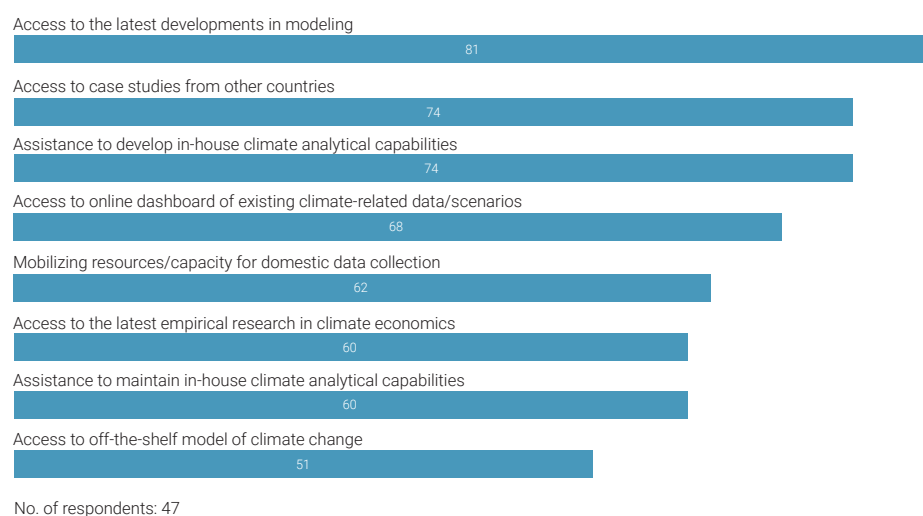 Access to the latest developments in modeling
81
Access to case studies from other countries
74
Assistance to develop in-house climate analytical capabilities
74
Access to online dashboard of existing climate-related data/scenarios
68
Mobilizing resources/capacity for domestic data collection
62
Access to the latest empirical research in climate economics
60
Assistance to maintain in-house climate analytical capabilities
60
Access to off-the-shelf model of climate change
51
No. of respondents: 47